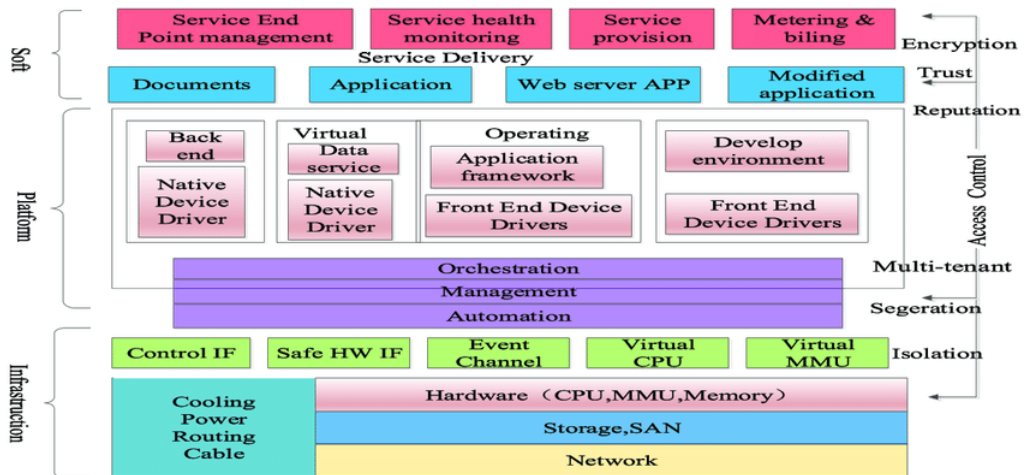 Service End
Point management
Service health
monitoring
Service
provision
Metering &
biling
Encryption
Soft
Service Delivery
Documents
Application
Web server APP
Modified
application
Trust
Reputation
Back
end
Native
Device
Driver
Virtual
Data
service
Native
Device
Driver
Operating
Application
framework
Front End Device
Drivers
Develop
environment
Front End
Device Drivers
Platform
Access Control
Orchestration
Management
Automation
Multi-tenant
Segeration
Control IF
Safe HW IF
Event
Channel
Virtual
CPU
Virtual
MMU
Isolation
Infrastruction
Cooling
Power
Routing
Cable
Hardware（CPU,MMU,Memory）
Storage,SAN
Network